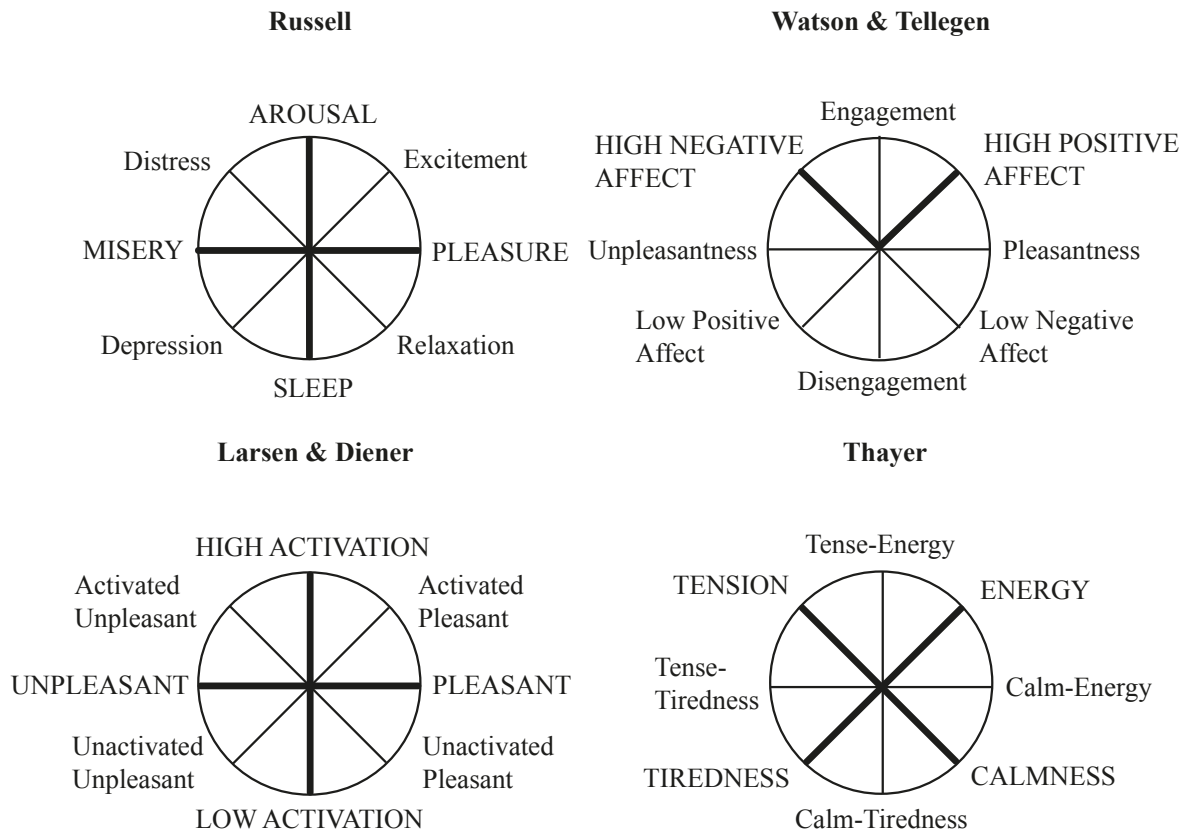 Russell
Watson & Tellegen
AROUSAL
Distress
Excitement
MISERY
PLEASURE
Depression
Relaxation
SLEEP
Engagement
HIGH NEGATIVE
AFFECT
HIGH POSITIVE
AFFECT
Unpleasantness
Pleasantness
Low Positive
Affect
Low Negative
Affect
Disengagement
Larsen & Diener
Thayer
HIGH ACTIVATION
Activated
Unpleasant
Activated
Pleasant
UNPLEASANT
PLEASANT
Unactivated
Unpleasant
Unactivated
Pleasant
LOW ACTIVATION
Tense-Energy
TENSION
ENERGY
Tense-
Tiredness
Calm-Energy
TIREDNESS
CALMNESS
Calm-Tiredness